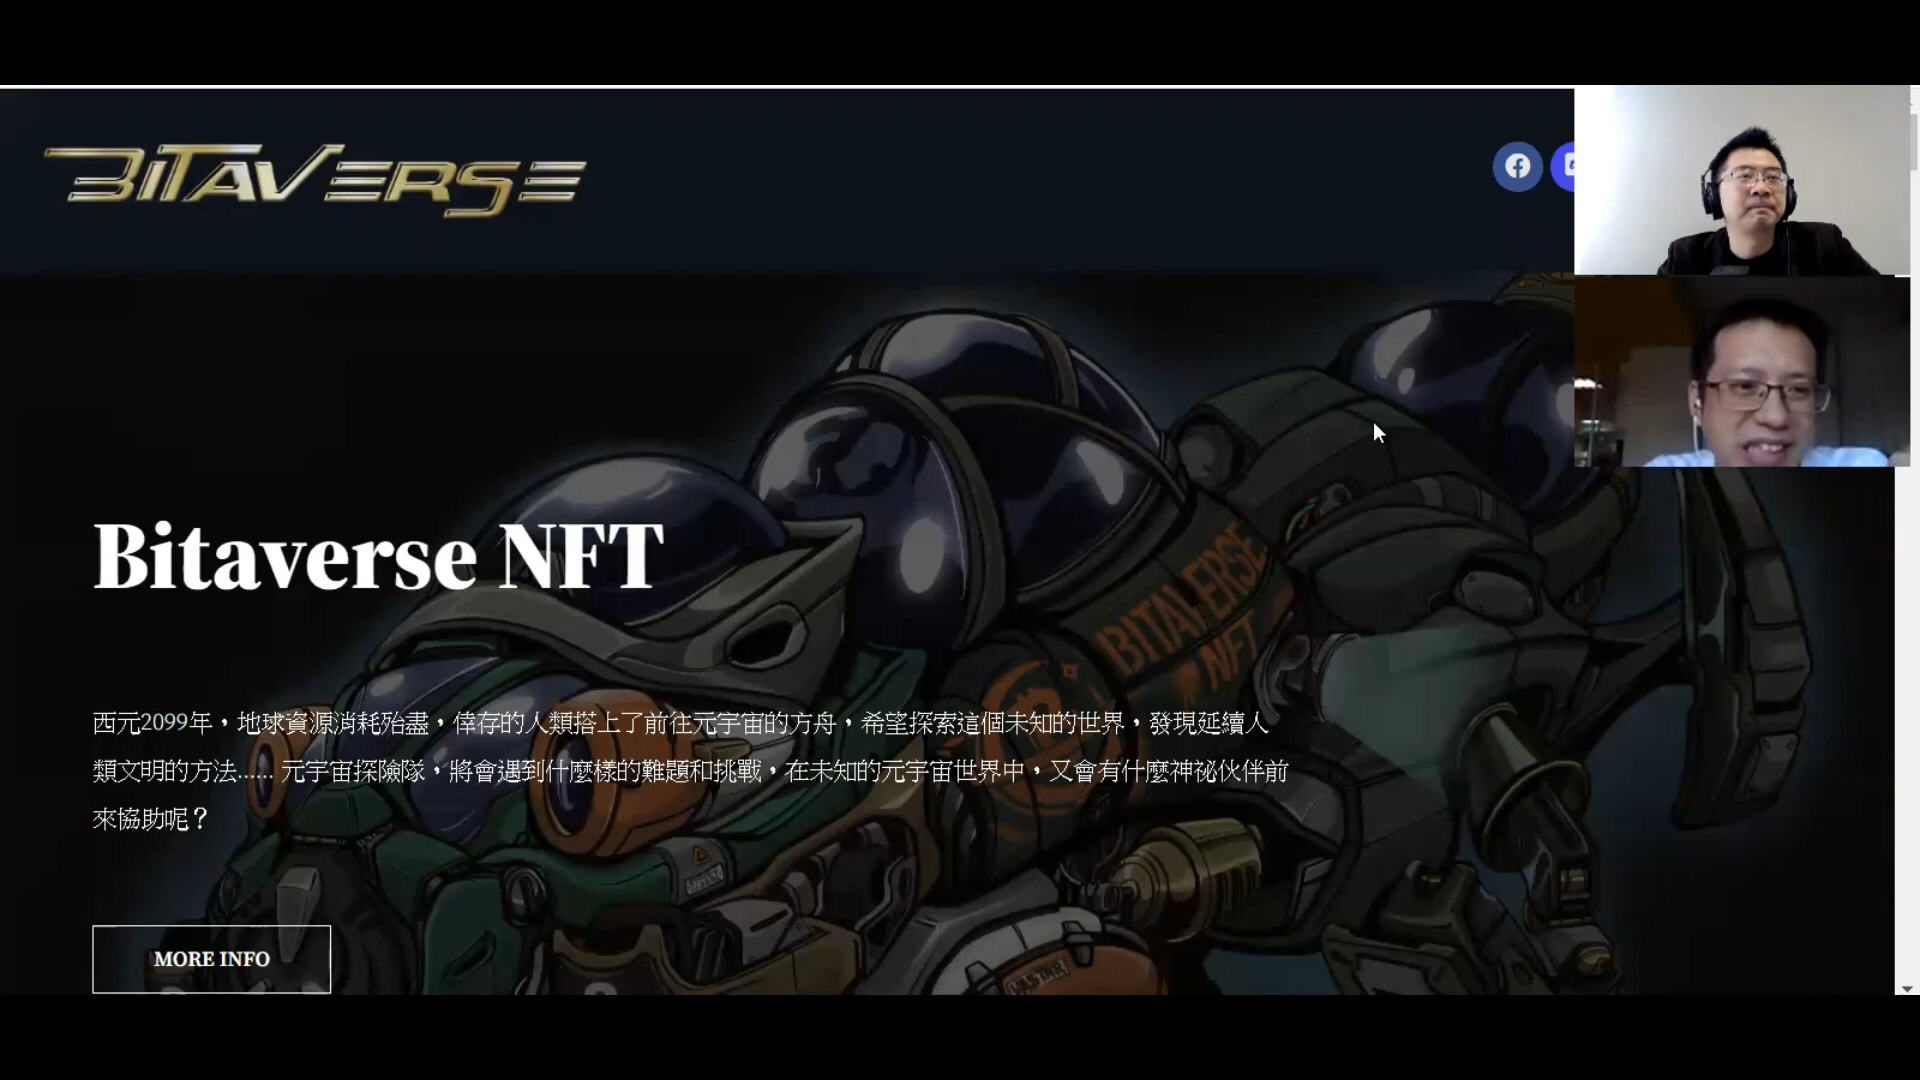 BITAVERSE
Bitaverse NFT
BITAVERSE
NFT
西元2099年，地球資源消耗殆盡，倖存的人類搭上了前往元宇宙的方舟，希望探索這個未知的世界，發現延續人
類文明的方法...... 元宇宙探險隊，將會遇到什麼樣的難題和挑戰，在未知的元宇宙世界中，又會有什麼神祕伙伴前
來協助呢？
MORE INFO